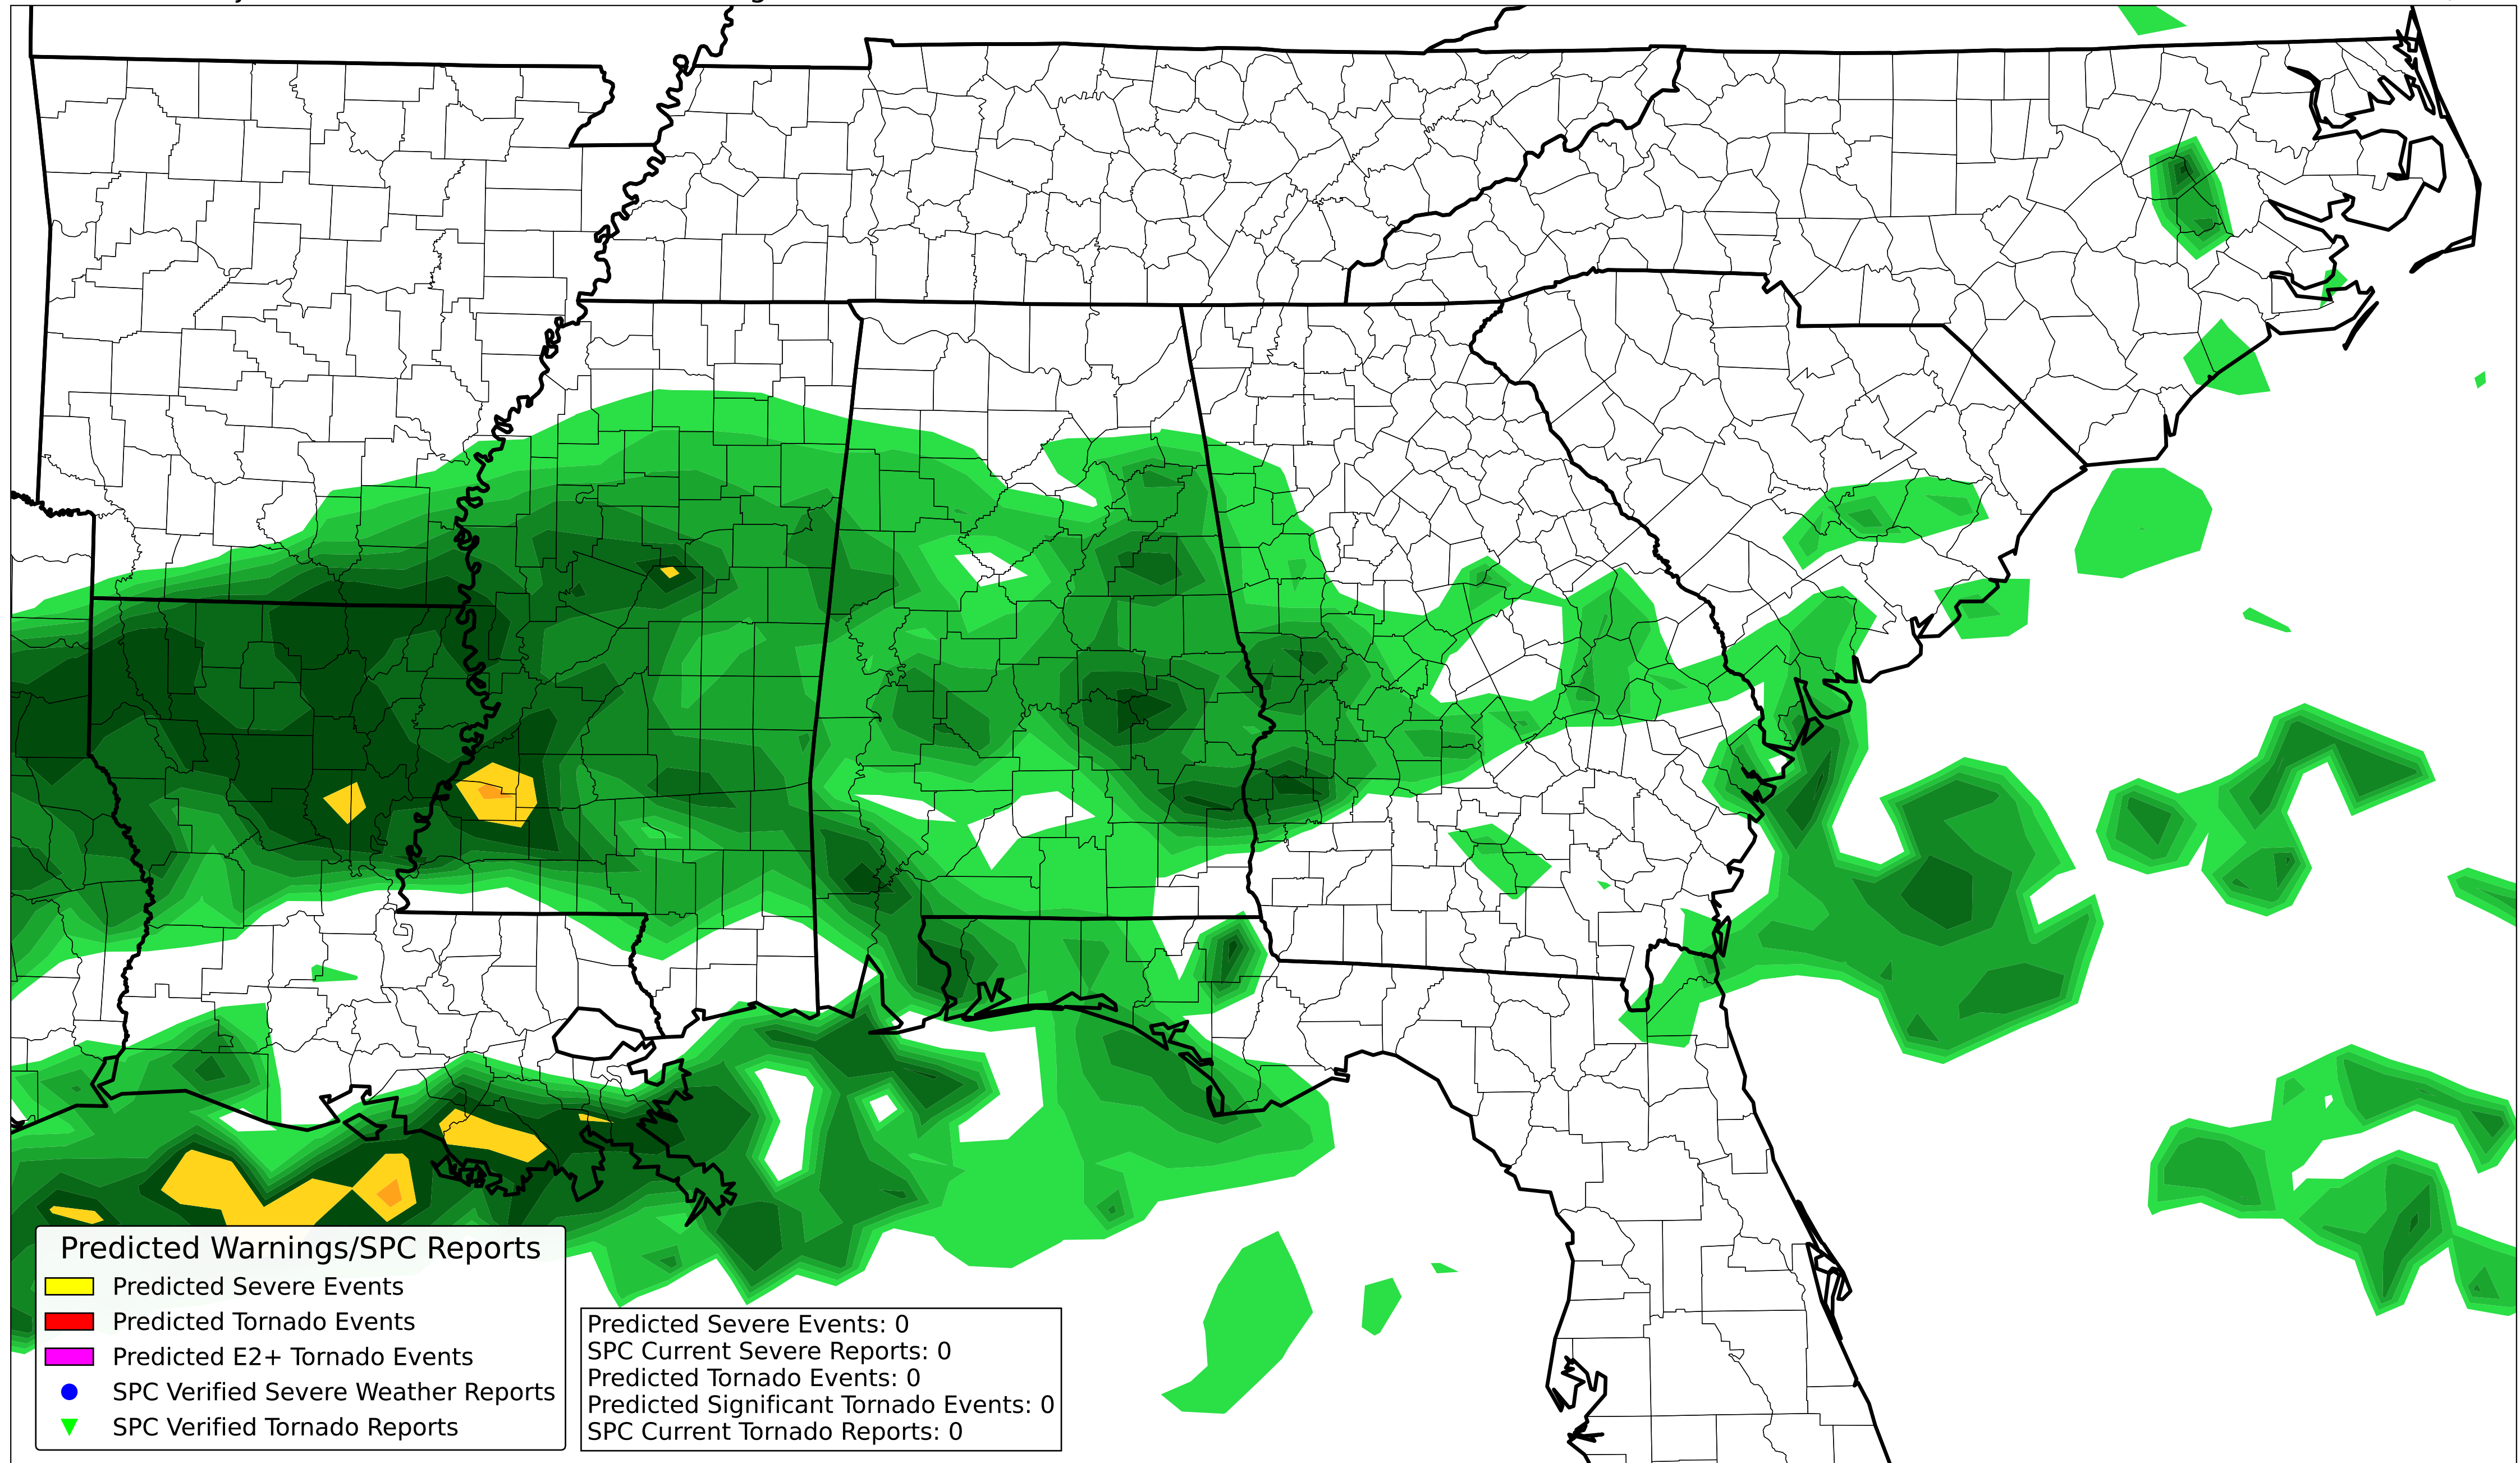 Predicted Warnings/SPC Reports
Predicted Severe Events
Predicted Tornado Events
Predicted E2+ Tornado Events
SPC Verified Severe Weather Reports
SPC Verified Tornado Reports
Predicted Severe Events: 0
SPC Current Severe Reports: 0
Predicted Tornado Events: 0
Predicted Significant Tornado Events: 0
SPC Current Tornado Reports: 0